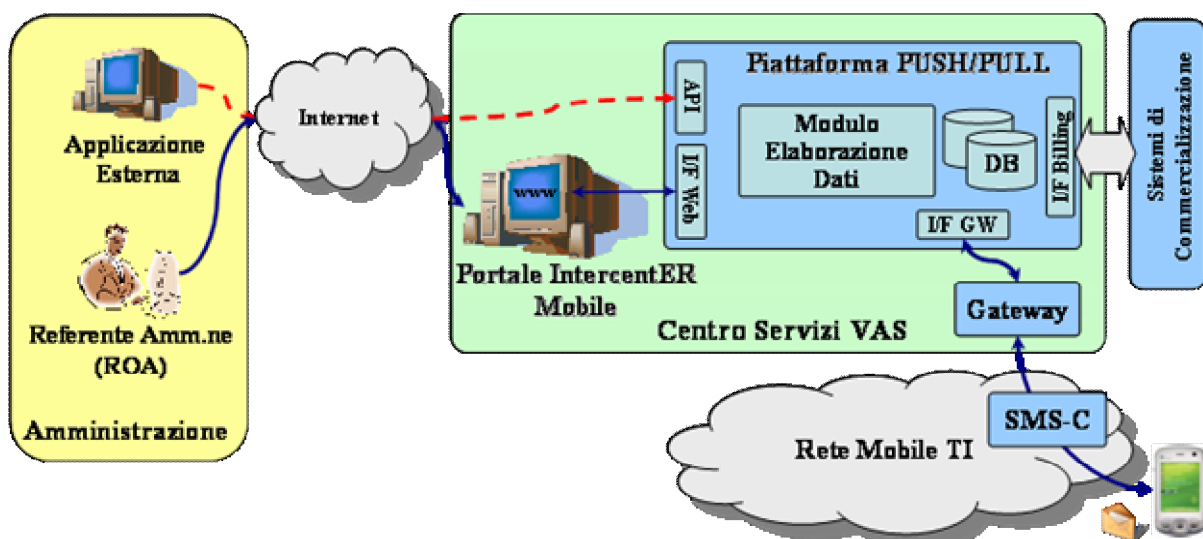 Applicazione
Esterna
Referente Amm.ne
(ROA)
Amministrazione
Internet
Piattaforma PUSH/PULL
API
I/F Web
Modulo
Elaborazione
Dati
DB
I/F Billing
I/F GW
www
Portale IntercentER
Mobile
Centro Servizi VAS
Gateway
Sistemi di
Commercializzazione
SMS-C
Rete Mobile TI